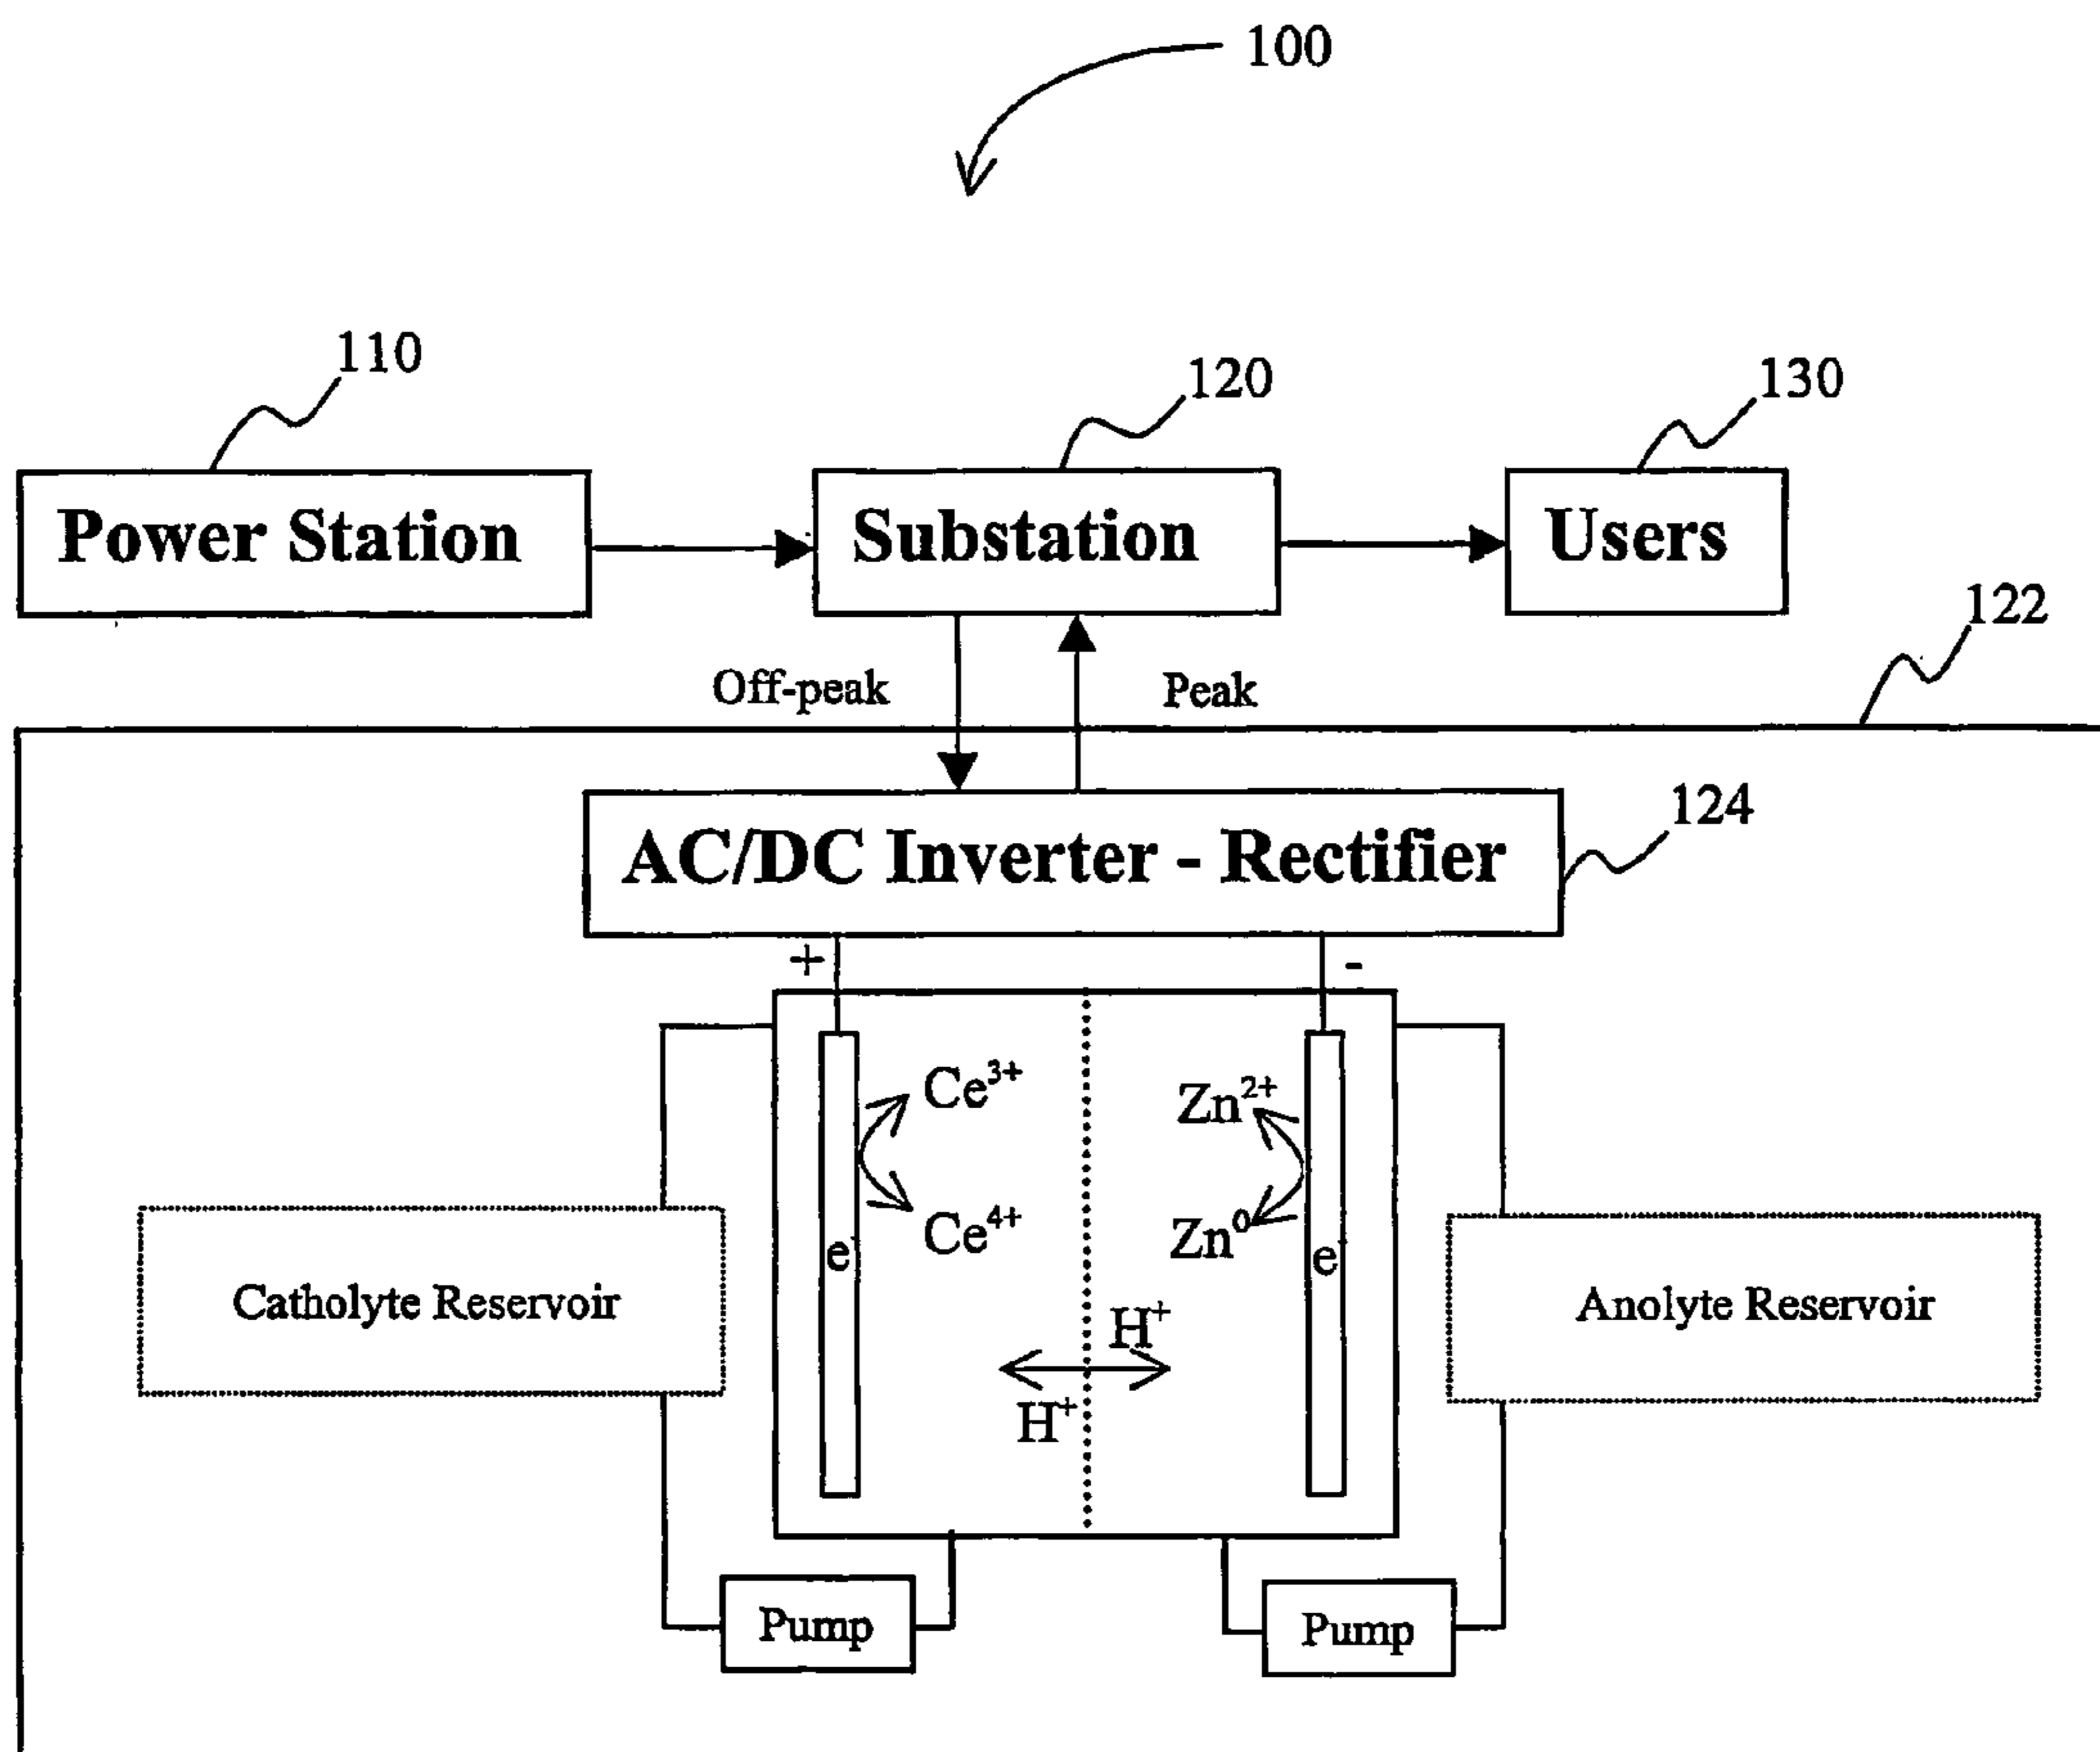 100
110
120
130
Power Station
Substation
Users
122
Off-peak
Peak
124
AC/DC Inverter - Rectifier
+
-
Ce³⁺
Zn²⁺
Ce⁴⁺
Zn⁰
e⁻
e⁻
Catholyte Reservoir
Anolyte Reservoir
H⁺
H⁺
Pump
Pump